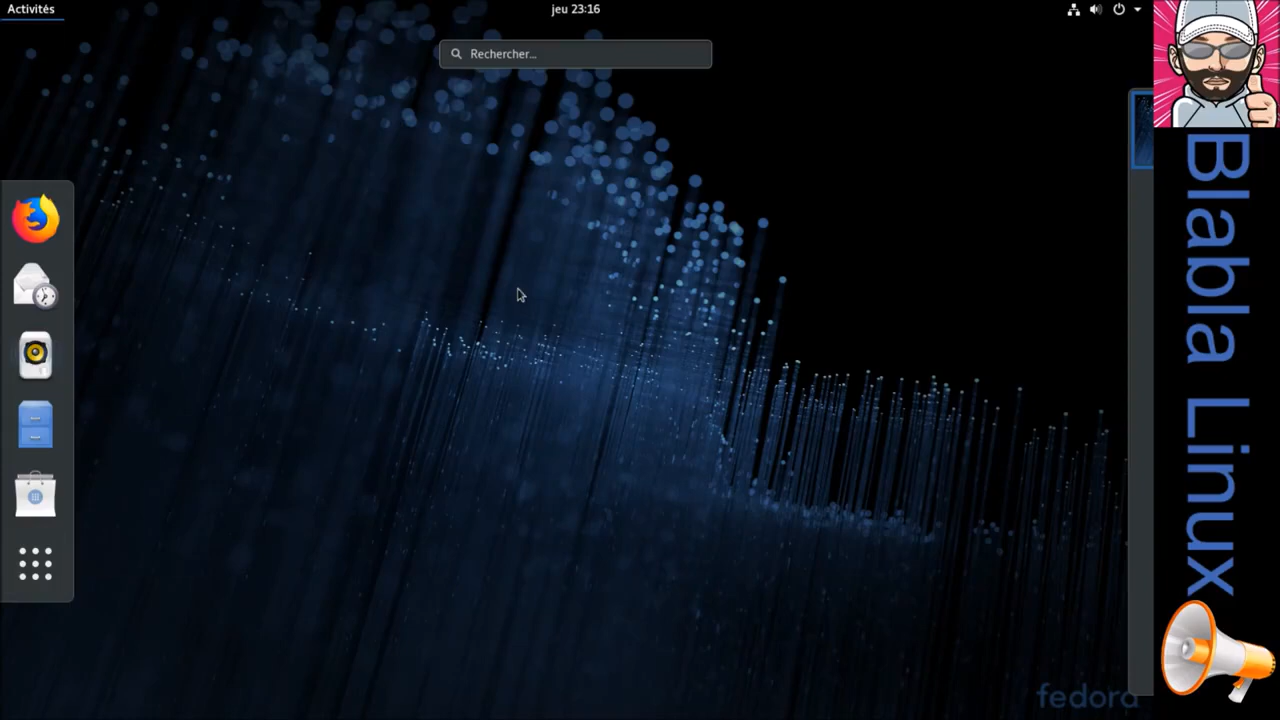 Activités
jeu 23:16
Rechercher...
Blabla Linux
fedora